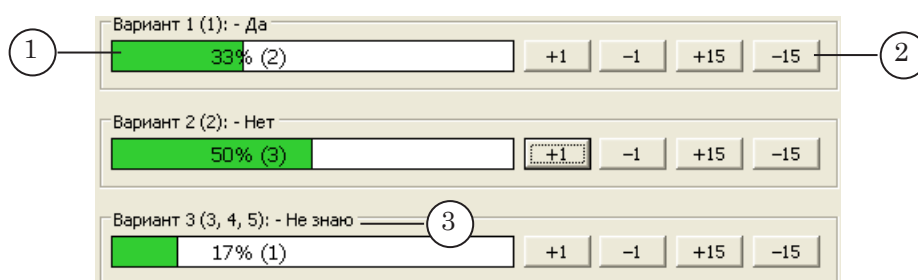 Вариант 1 (1): - Да
1 33% (2) +1 −1 +15 −15 2
Вариант 2 (2): - Нет
50% (3) +1 −1 +15 −15
Вариант 3 (3, 4, 5): - Не знаю 3
17% (1) +1 −1 +15 −15